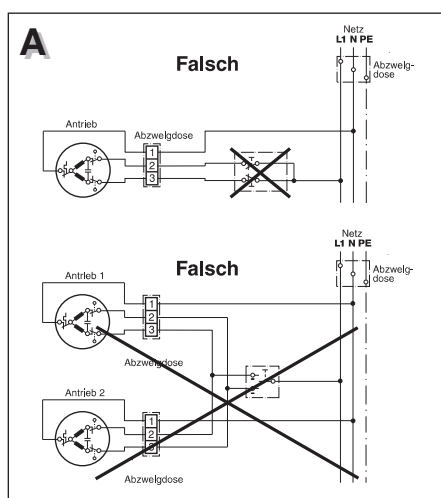 A
Netz
L1 N PE
Falsch
Abzweig-
dose
Antrieb
Abzweigdose
1
2
3
Netz
L1 N PE
Falsch
Abzweig-
dose
Antrieb 1
1
2
3
Abzweigdose
Antrieb 2
1
2
3
Abzweigdose